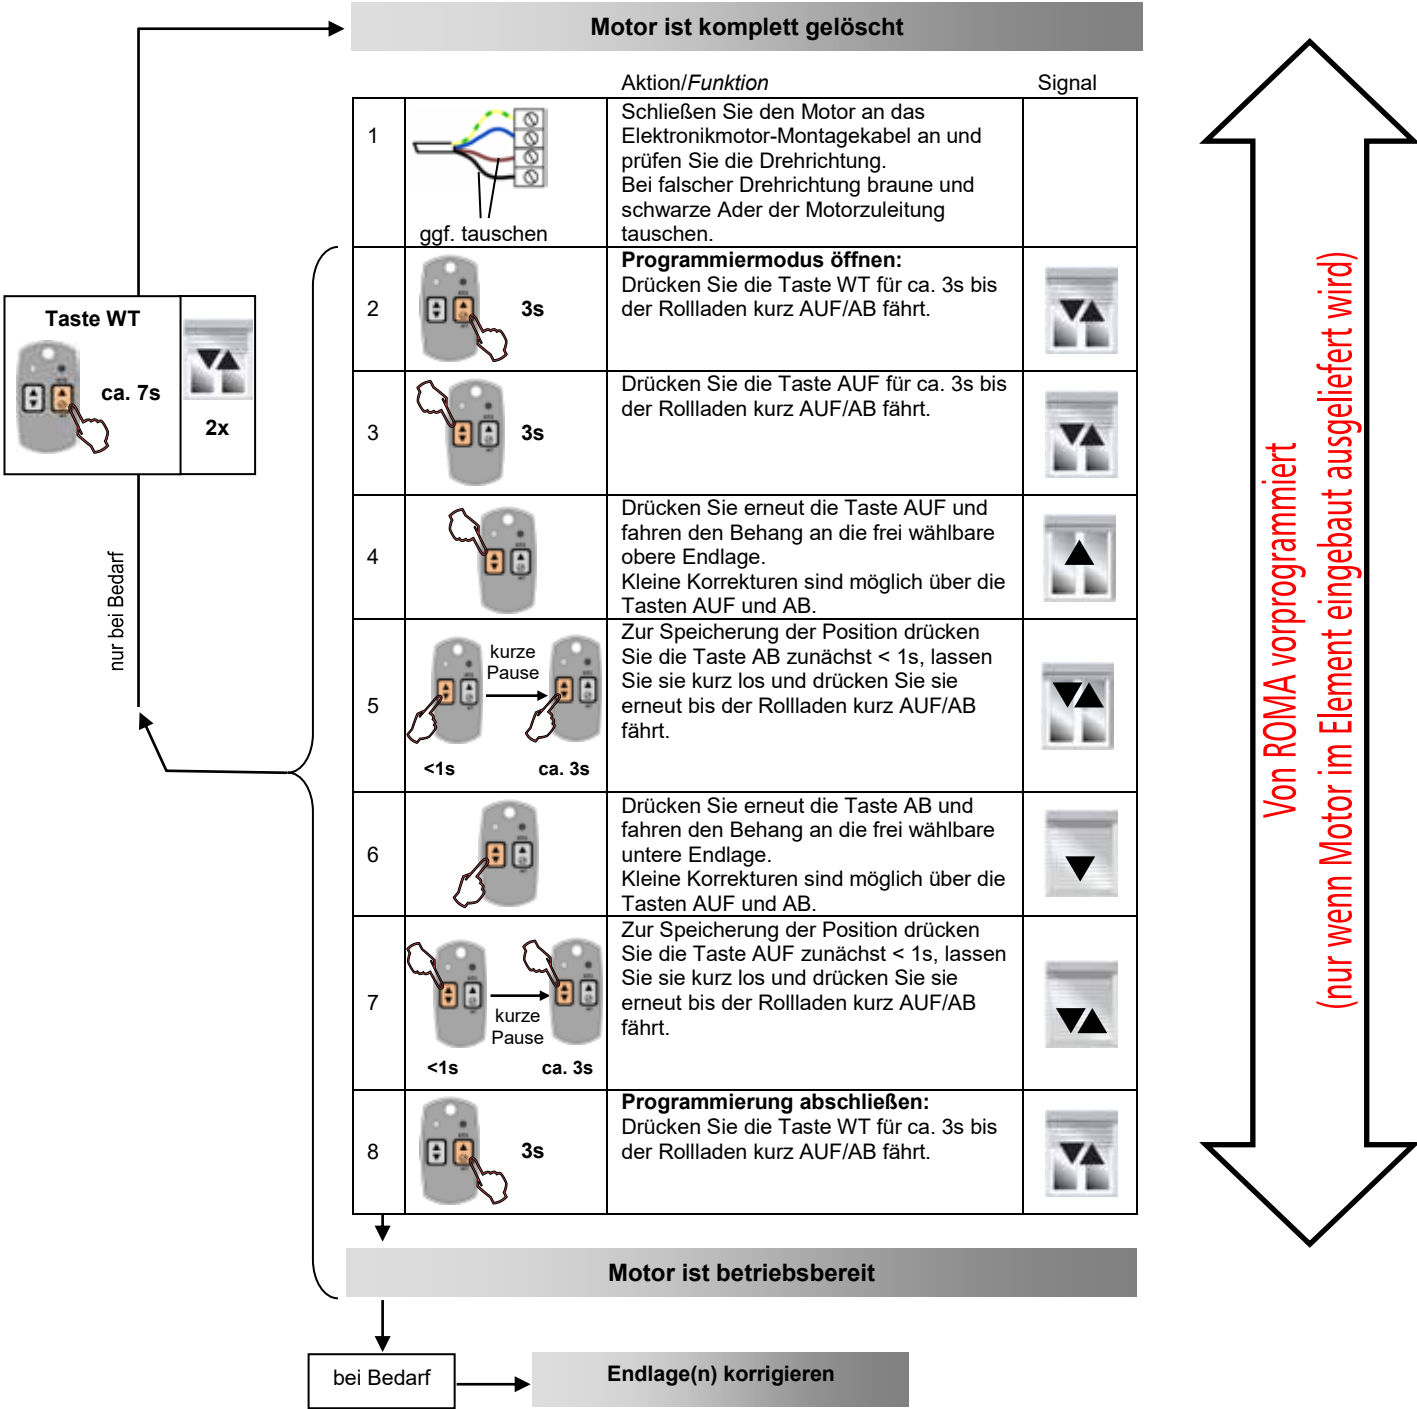 Motor ist komplett gelöscht
Aktion/Funktion
Signal
1
ggf. tauschen
Schließen Sie den Motor an das
Elektronikmotor-Montagekabel an und
prüfen Sie die Drehrichtung.
Bei falscher Drehrichtung braune und
schwarze Ader der Motorzuleitung
tauschen.
2
3s
Programmiermodus öffnen:
Drücken Sie die Taste WT für ca. 3s bis
der Rollladen kurz AUF/AB fährt.
Taste WT
ca. 7s
2x
nur bei Bedarf
3
3s
Drücken Sie die Taste AUF für ca. 3s bis
der Rollladen kurz AUF/AB fährt.
4
Drücken Sie erneut die Taste AUF und
fahren den Behang an die frei wählbare
obere Endlage.
Kleine Korrekturen sind möglich über die
Tasten AUF und AB.
5
kurze
Pause
<1s
ca. 3s
Zur Speicherung der Position drücken
Sie die Taste AB zunächst < 1s, lassen
Sie sie kurz los und drücken Sie sie
erneut bis der Rollladen kurz AUF/AB
fährt.
6
Drücken Sie erneut die Taste AB und
fahren den Behang an die frei wählbare
untere Endlage.
Kleine Korrekturen sind möglich über die
Tasten AUF und AB.
7
kurze
Pause
<1s
ca. 3s
Zur Speicherung der Position drücken
Sie die Taste AUF zunächst < 1s, lassen
Sie sie kurz los und drücken Sie sie
erneut bis der Rollladen kurz AUF/AB
fährt.
8
3s
Programmierung abschließen:
Drücken Sie die Taste WT für ca. 3s bis
der Rollladen kurz AUF/AB fährt.
Von ROMA vorprogrammiert
(nur wenn Motor im Element eingebaut ausgeliefert wird)
Motor ist betriebsbereit
bei Bedarf
Endlage(n) korrigieren